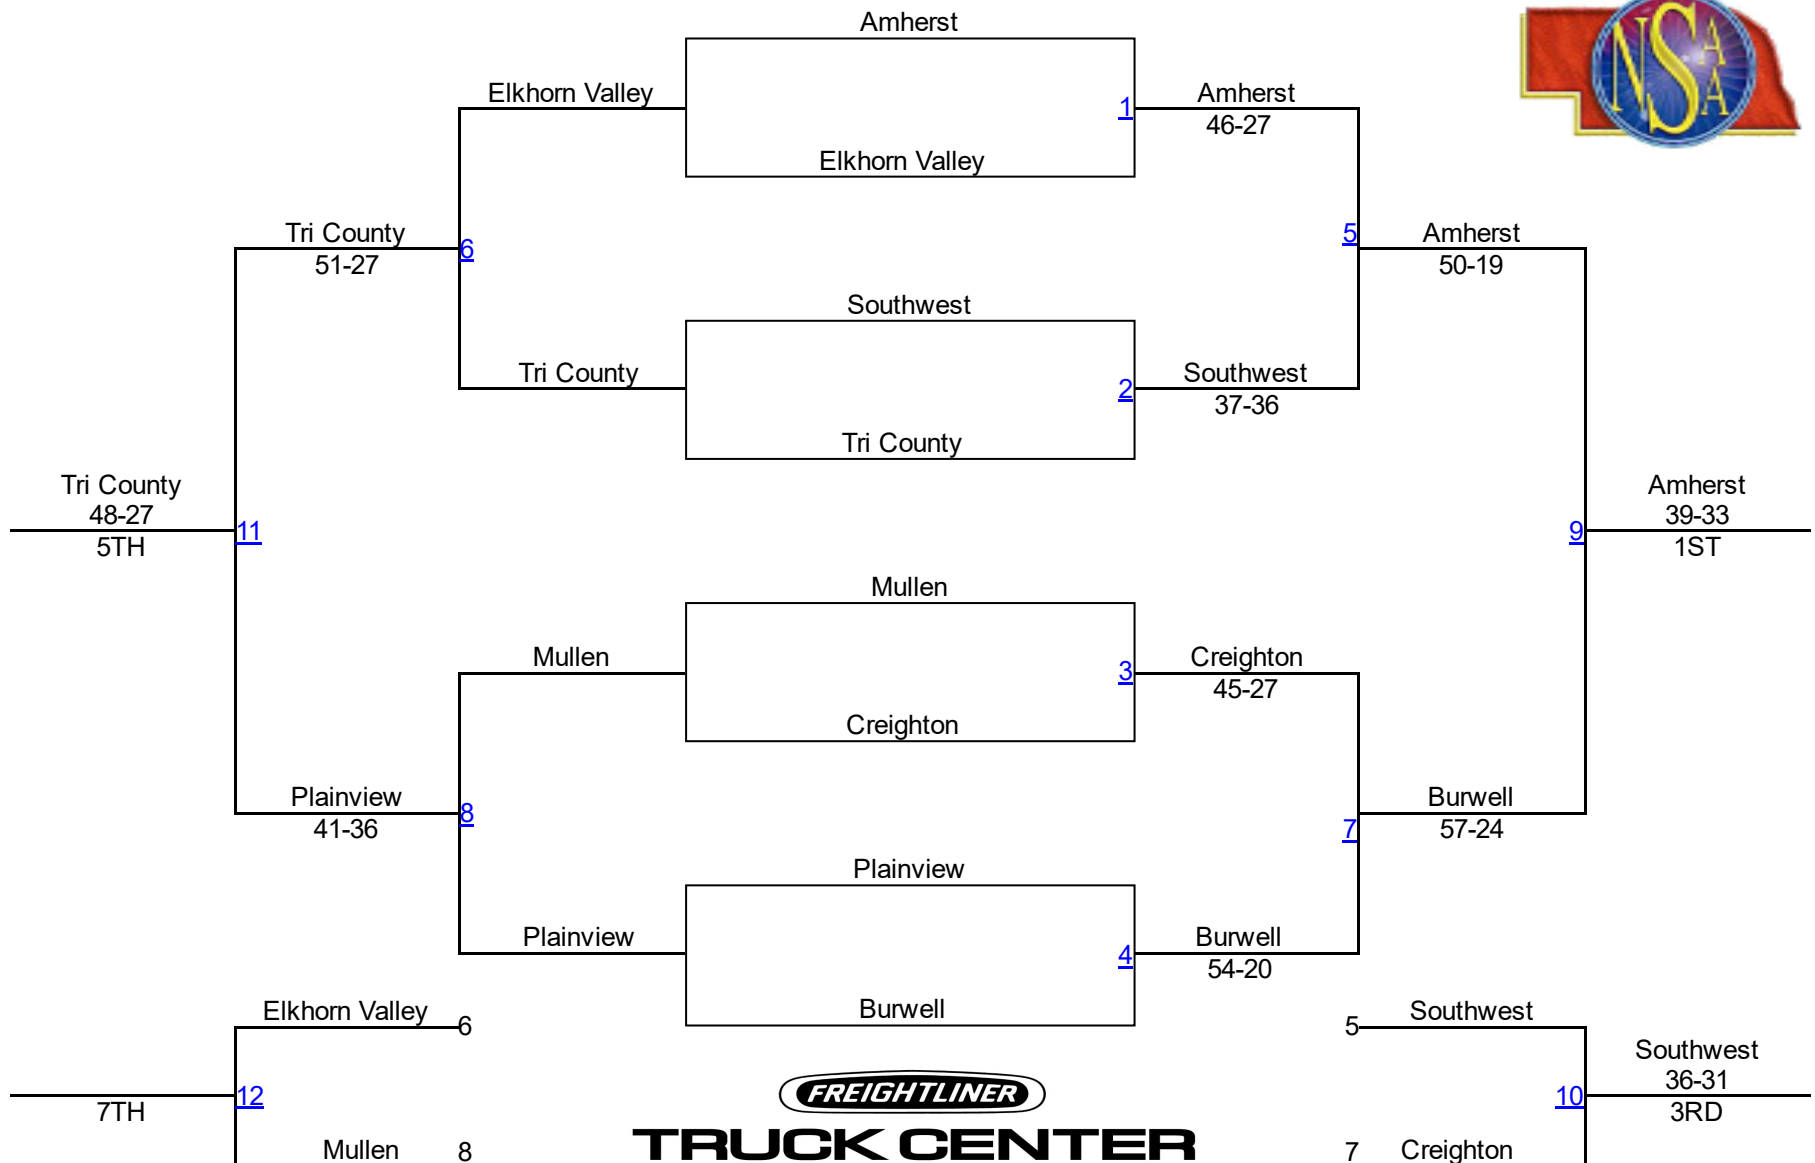 Amherst
Elkhorn Valley
1
Amherst
46-27
Elkhorn Valley
NSAA
Tri County
51-27
6
5
Amherst
50-19
Southwest
Tri County
2
Southwest
37-36
Tri County
Tri County
48-27
5TH
11
9
Amherst
39-33
1ST
Mullen
Mullen
3
Creighton
45-27
Creighton
Plainview
41-36
8
7
Burwell
57-24
Plainview
Plainview
4
Burwell
54-20
Burwell
Elkhorn Valley
6
5
Southwest
7TH
12
FREIGHTLINER
TRUCK CENTER
10
Southwest
36-31
3RD
Mullen
8
7
Creighton